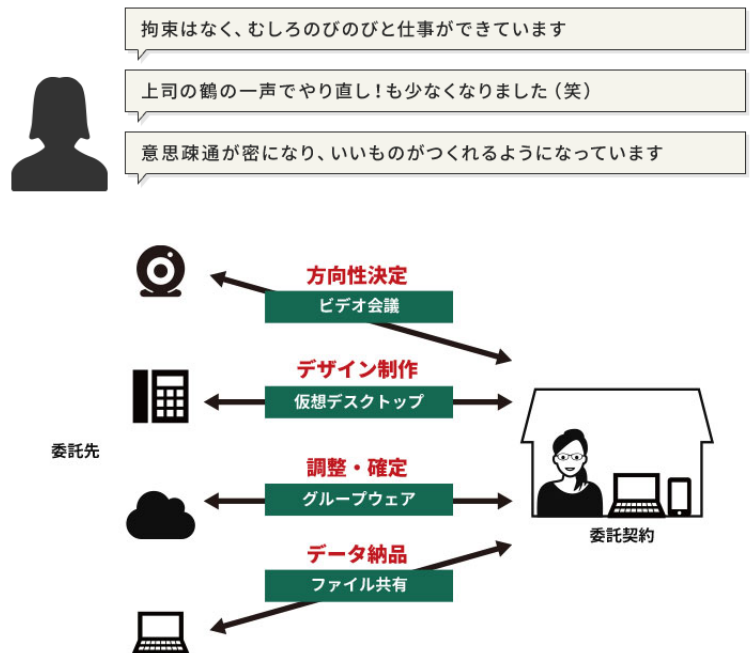 拘束はなく、むしろのびのびと仕事ができています
上司の鶴の一声でやり直し！も少なくなりました（笑）
意思疎通が密になり、いいものがつくれるようになっています
方向性決定
ビデオ会議
デザイン制作
仮想デスクトップ
委託先
調整・確定
グループウェア
委託契約
データ納品
ファイル共有